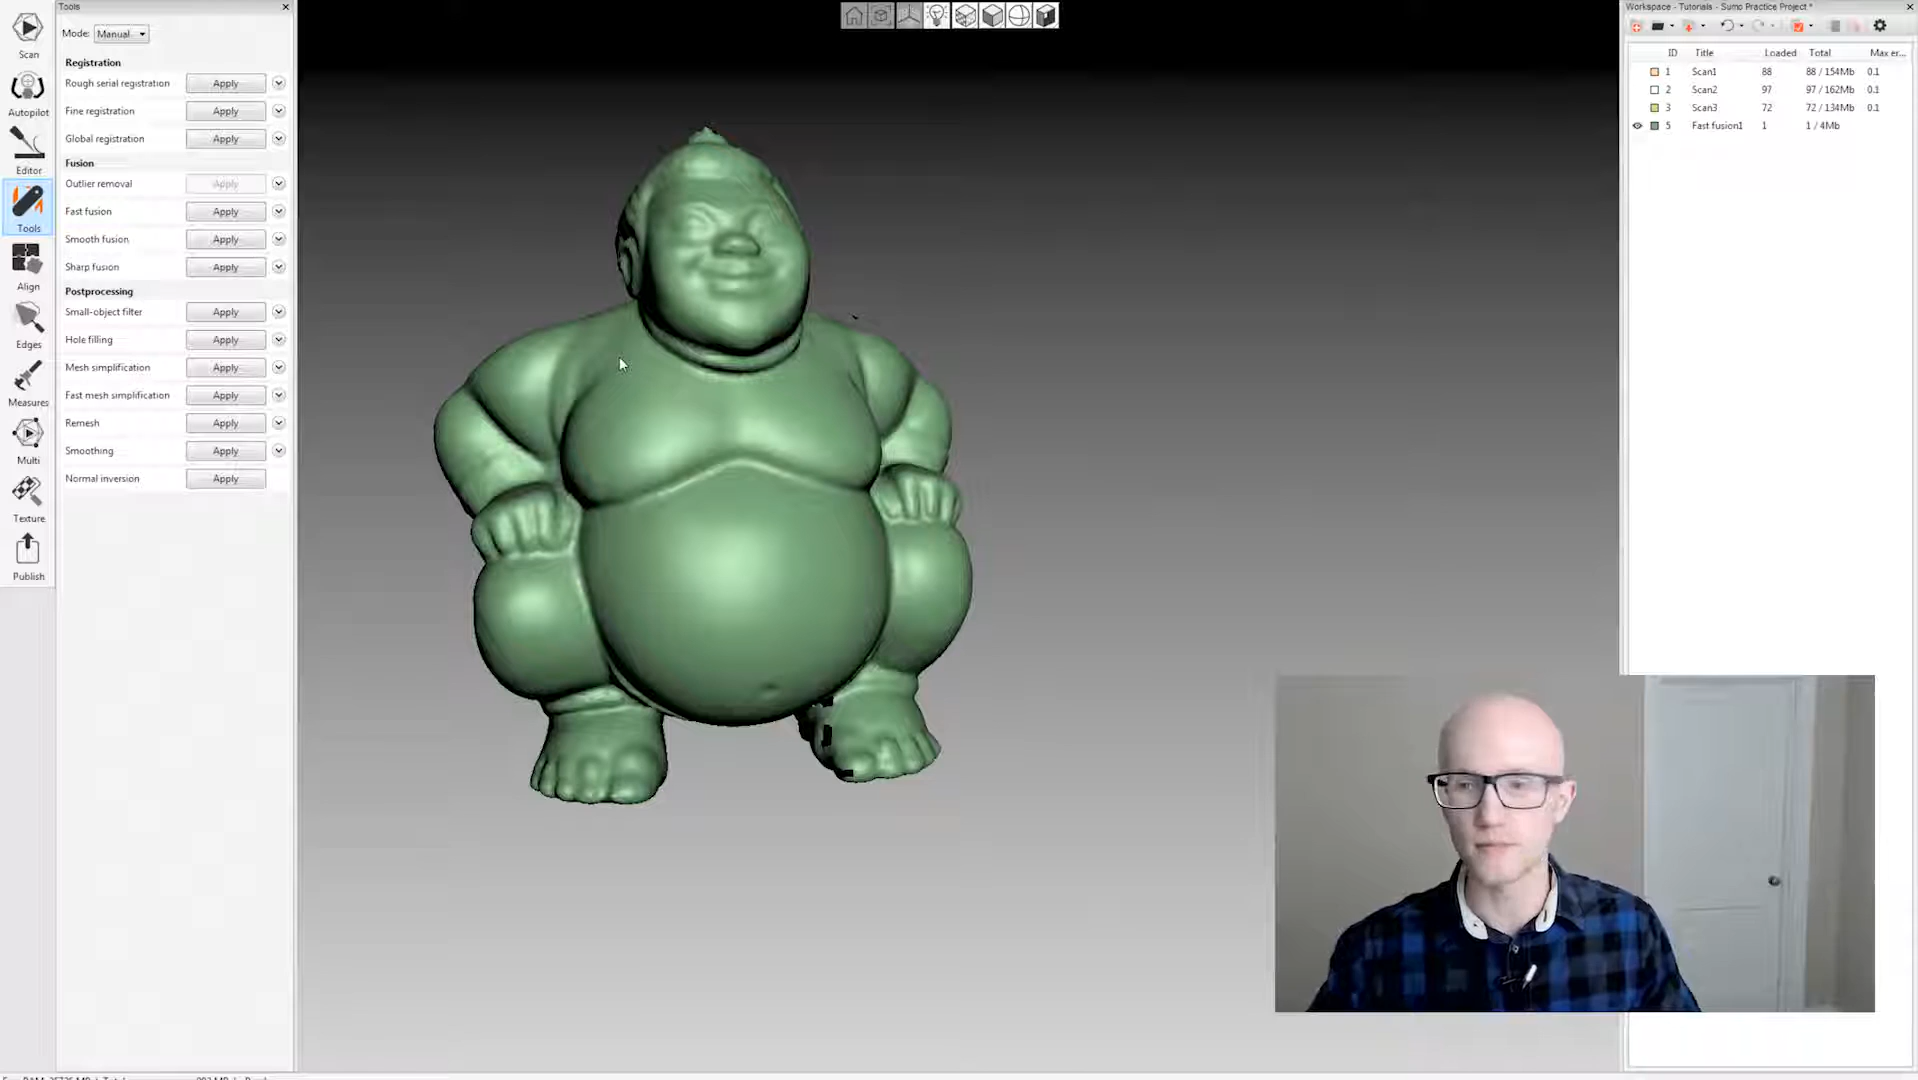 Tools
Mode: Manual
Registration
Rough serial registration Apply
Fine registration Apply
Global registration Apply
Fusion
Outlier removal Apply
Fast fusion Apply
Smooth fusion Apply
Sharp fusion Apply
Postprocessing
Small-object filter Apply
Hole filling Apply
Mesh simplification Apply
Fast mesh simplification Apply
Remesh Apply
Smoothing Apply
Normal inversion Apply
Scan
Autopilot
Editor
Tools
Align
Edges
Measures
Multi
Texture
Publish
Workspace - Tutorials - Sumo Practice Project *
ID Title Loaded Total Max er...
1 Scan1 88 88 / 154Mb 0.1
2 Scan2 97 97 / 162Mb 0.1
3 Scan3 72 72 / 134Mb 0.1
5 Fast fusion1 1 1 / 4Mb